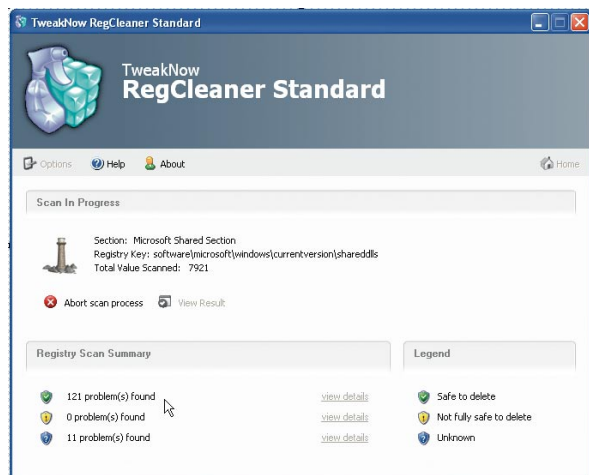 TweakNow RegCleaner Standard
TweakNow
RegCleaner Standard
Options Help About Home
Scan In Progress
Section: Microsoft Shared Section
Registry Key: software\microsoft\windows\currentversion\shareddlls
Total Value Scanned: 7921
Abort scan process View Result
Registry Scan Summary
121 problem(s) found view details
0 problem(s) found view details
11 problem(s) found view details
Legend
Safe to delete
Not fully safe to delete
Unknown